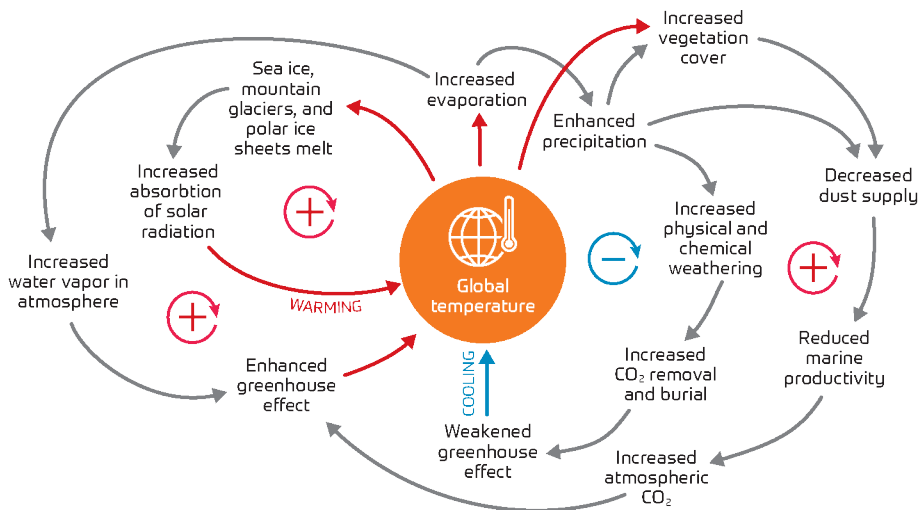 Increased
vegetation
cover
Sea ice,
mountain
glaciers, and
polar ice
sheets melt
Increased
evaporation
Enhanced
precipitation
Increased
absorbtion
of solar
radiation
Decreased
dust supply
Increased
physical and
chemical
weathering
Increased
water vapor in
atmosphere
Global
temperature
WARMING
Enhanced
greenhouse
effect
COOLING
Increased
CO₂ removal
and burial
Reduced
marine
productivity
Weakened
greenhouse
effect
Increased
atmospheric
CO₂
+
+
−
+